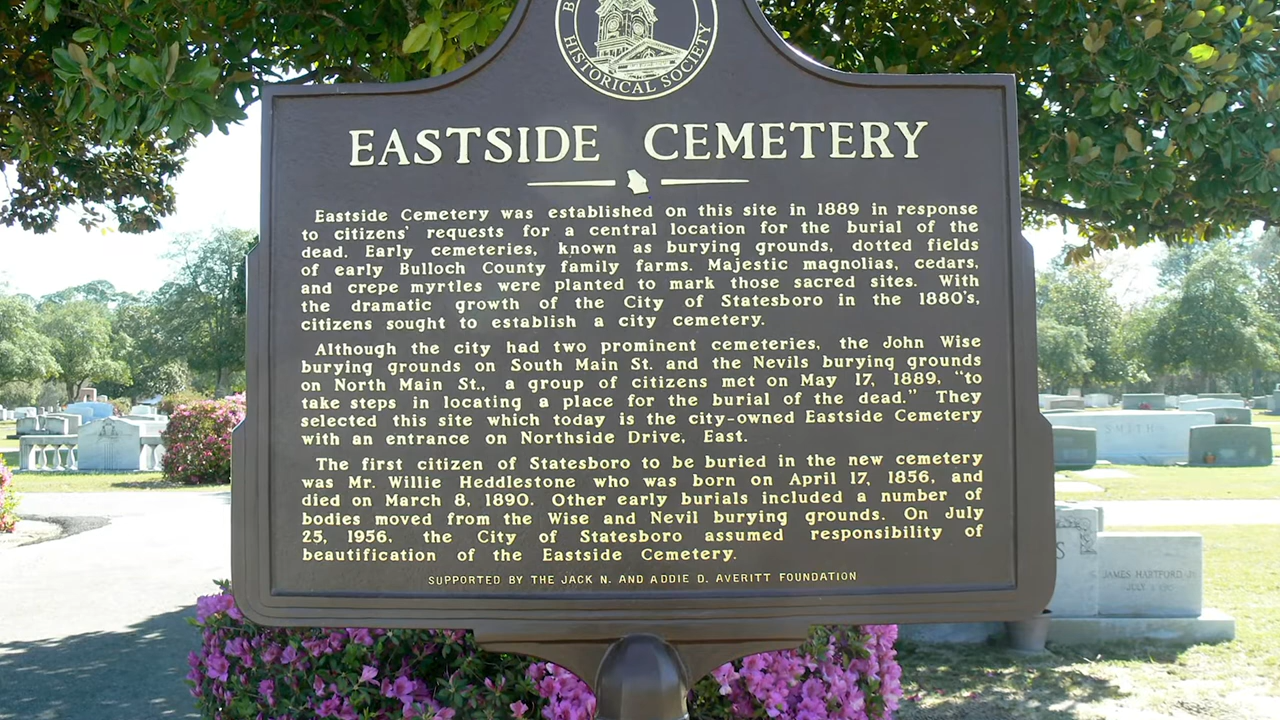 HISTORICAL SOCIETY
EASTSIDE CEMETERY
Eastside Cemetery was established on this site in 1889 in response
to citizens' requests for a central location for the burial of the
dead. Early cemeteries, known as burying grounds, dotted fields
of early Bulloch County family farms. Majestic magnolias, cedars,
and crepe myrtles were planted to mark those sacred sites. With
the dramatic growth of the City of Statesboro in the 1880's,
citizens sought to establish a city cemetery.
Although the city had two prominent cemeteries, the John Wise
burying grounds on South Main St. and the Nevils burying grounds
on North Main St., a group of citizens met on May 17, 1889, "to
take steps in locating a place for the burial of the dead." They
selected this site which today is the city-owned Eastside Cemetery
with an entrance on Northside Drive, East.
The first citizen of Statesboro to be buried in the new cemetery
was Mr. Willie Heddlestone who was born on April 17, 1856, and
died on March 8, 1890. Other early burials included a number of
bodies moved from the Wise and Nevil burying grounds. On July
25, 1956, the City of Statesboro assumed responsibility of
beautification of the Eastside Cemetery.
SUPPORTED BY THE JACK N. AND ADDIE D. AVERITT FOUNDATION
SMITH
JAMES HARTFORD JR
JULY